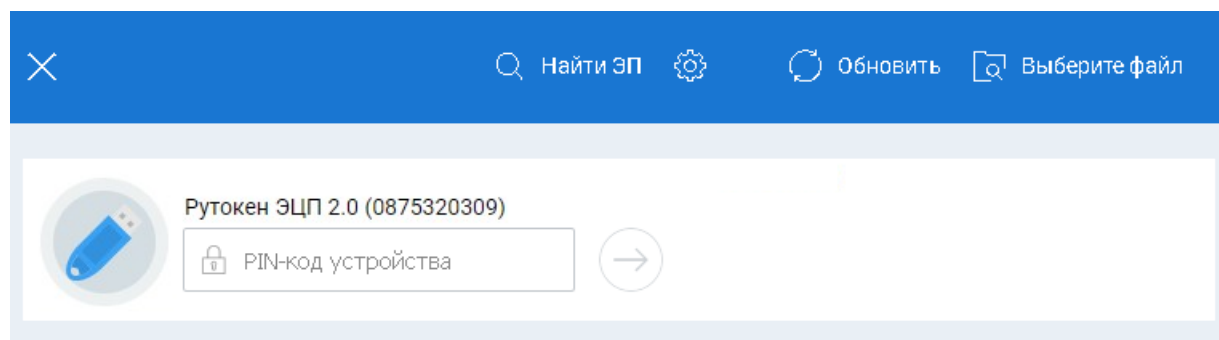 Найти ЭП Обновить Выберите файл
Рутокен ЭЦП 2.0 (0875320309)
PIN-код устройства